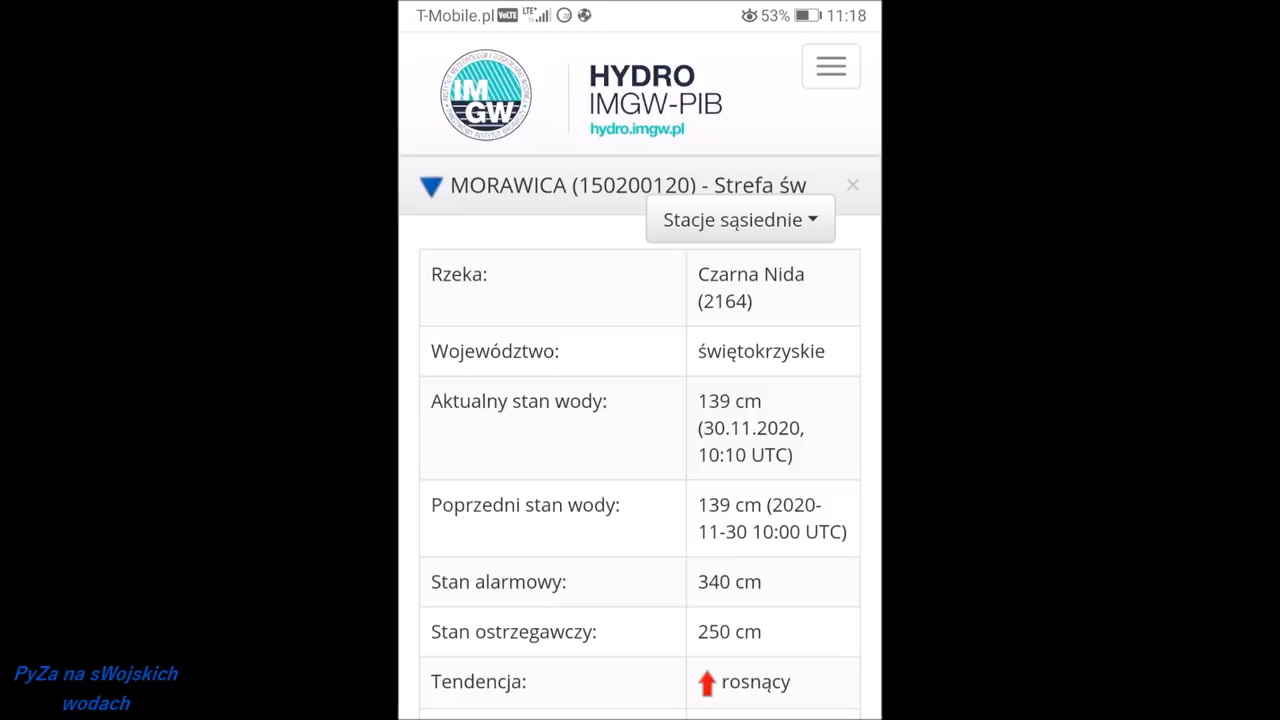 T-Mobile.pl VoLTE LTE+ 53% 11:18
IMGW
HYDRO
IMGW-PIB
hydro.imgw.pl
MORAWICA (150200120) - Strefa św ×
Stacje sąsiednie
Rzeka: Czarna Nida
(2164)
Województwo: świętokrzyskie
Aktualny stan wody: 139 cm
(30.11.2020,
10:10 UTC)
Poprzedni stan wody: 139 cm (2020-
11-30 10:00 UTC)
Stan alarmowy: 340 cm
Stan ostrzegawczy: 250 cm
Tendencja: rosnący
PyZa na sWojskich
wodach